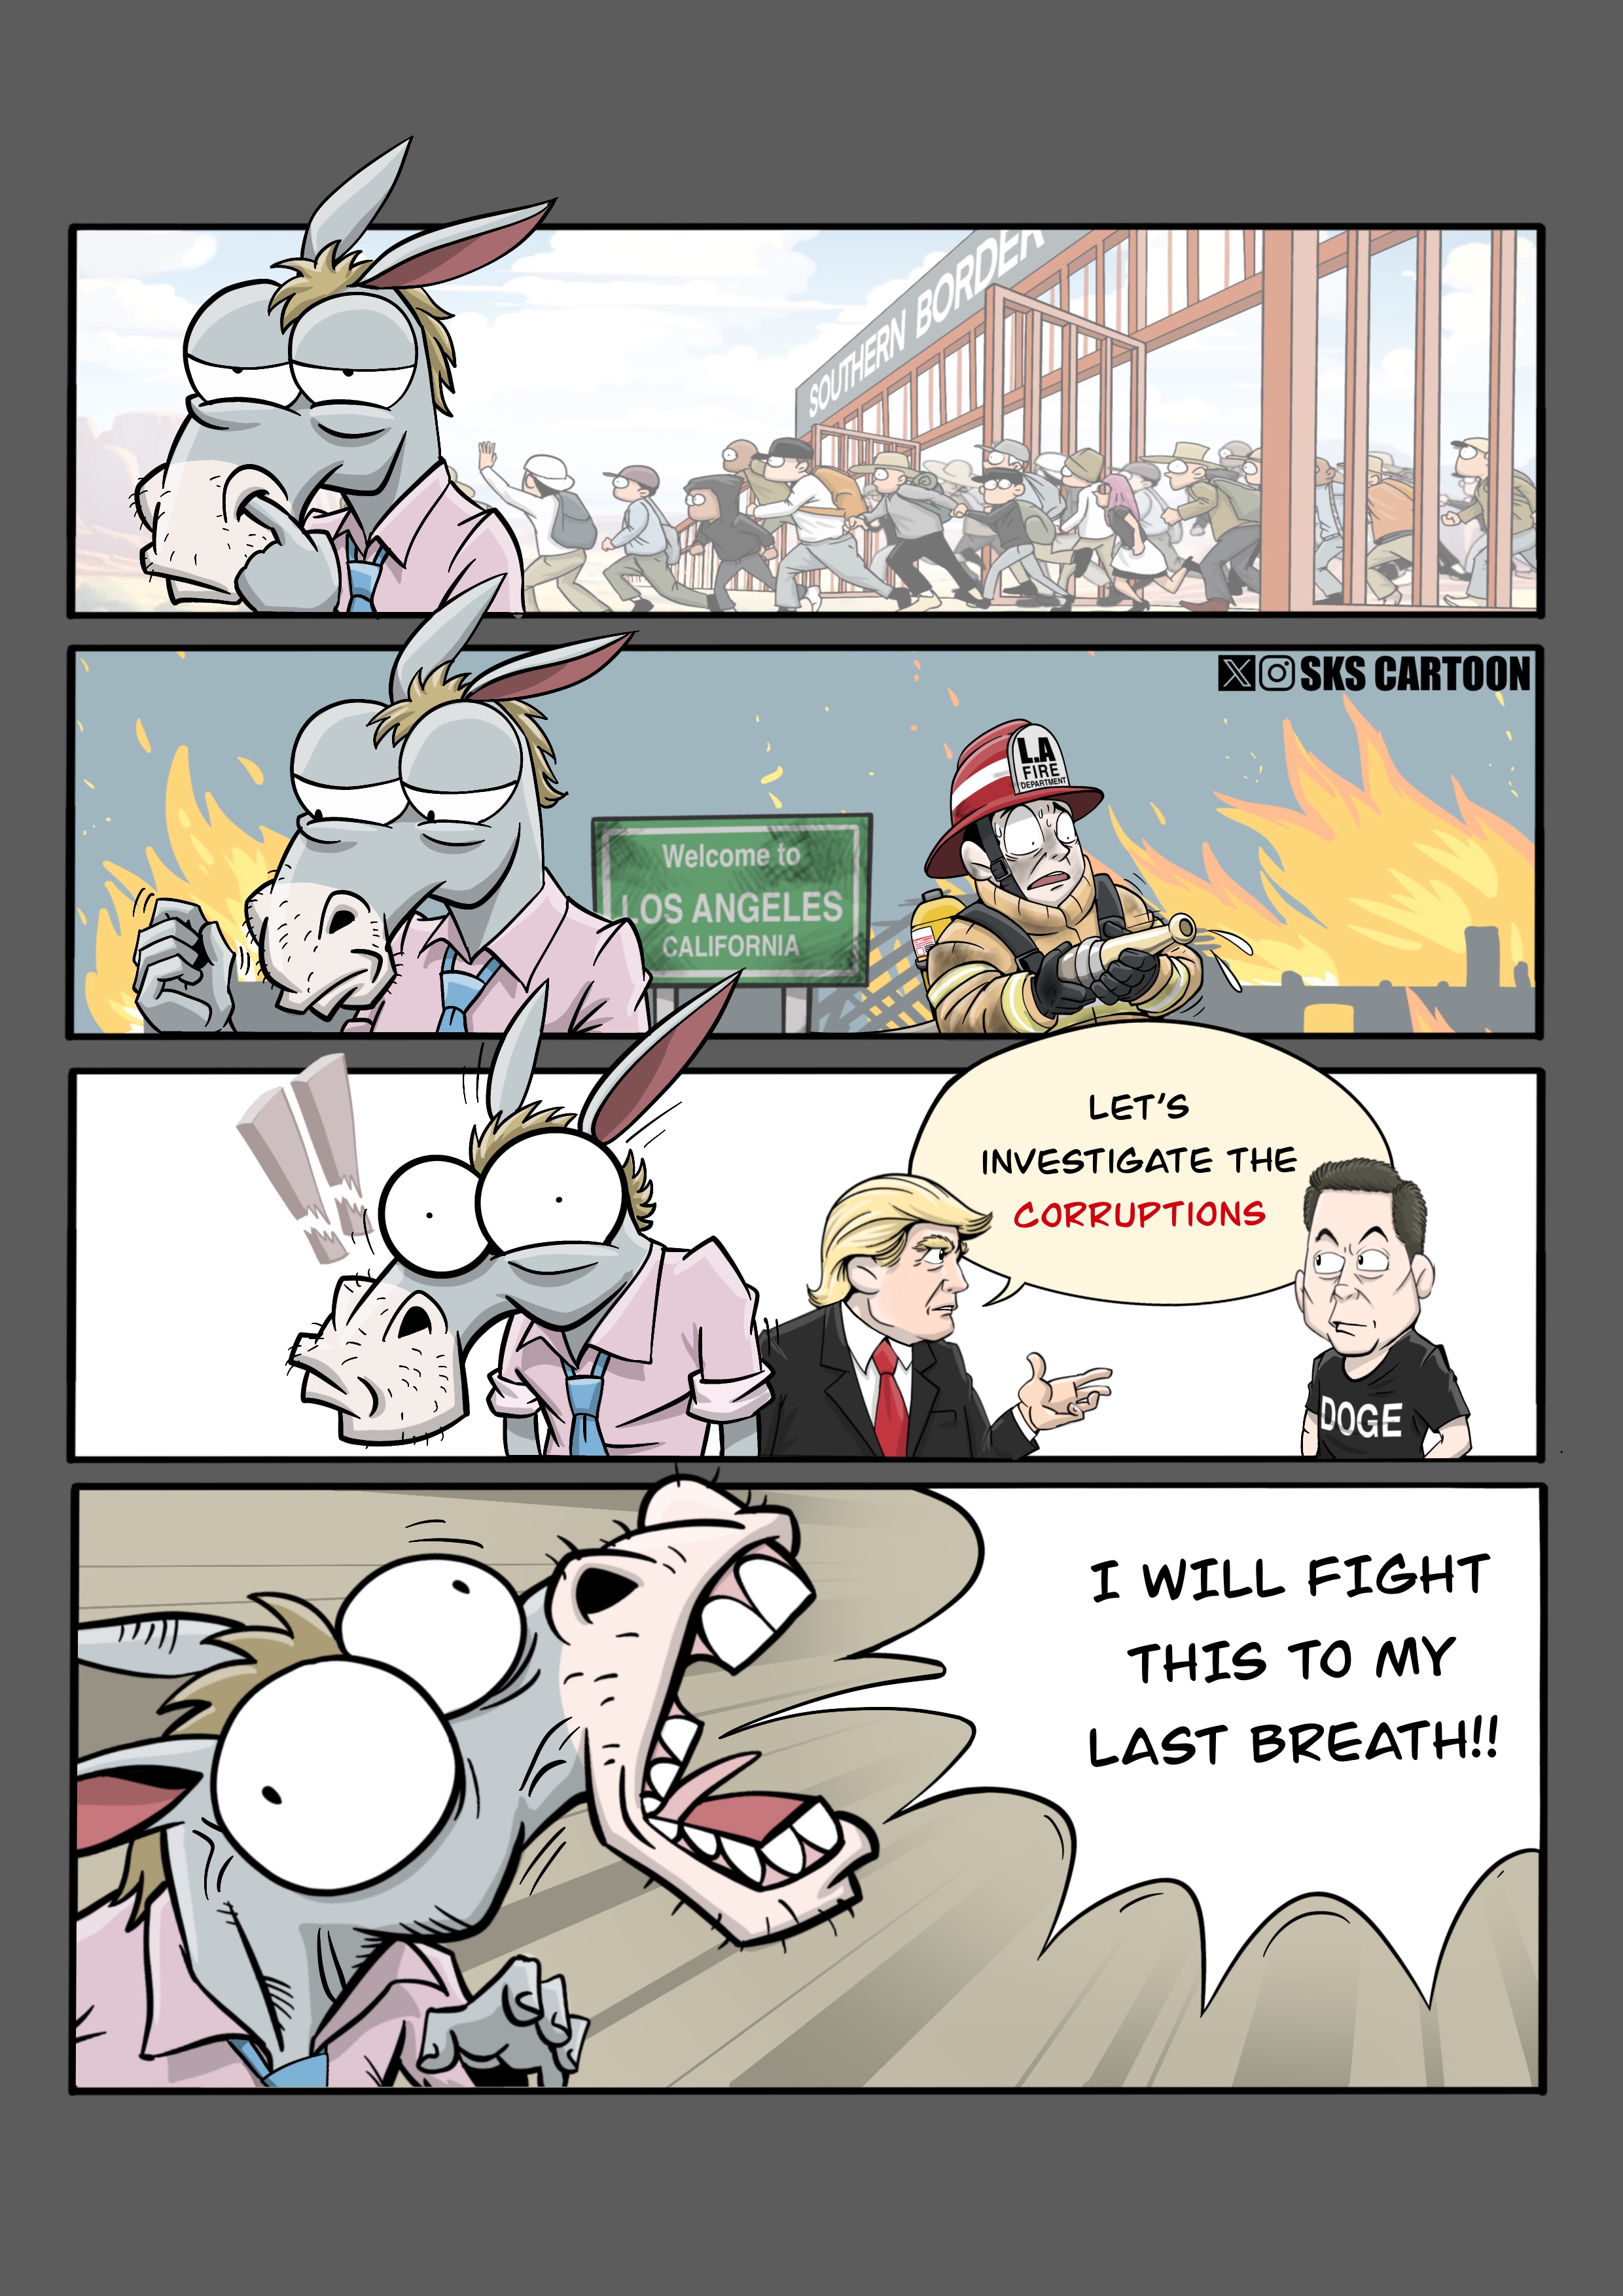 SOUTHERN BORDER
SKS CARTOON
L.A
FIRE
DEPARTMENT
Welcome to
LOS ANGELES
CALIFORNIA
LET'S
INVESTIGATE THE
CORRUPTIONS
DOGE
I WILL FIGHT
THIS TO MY
LAST BREATH!!